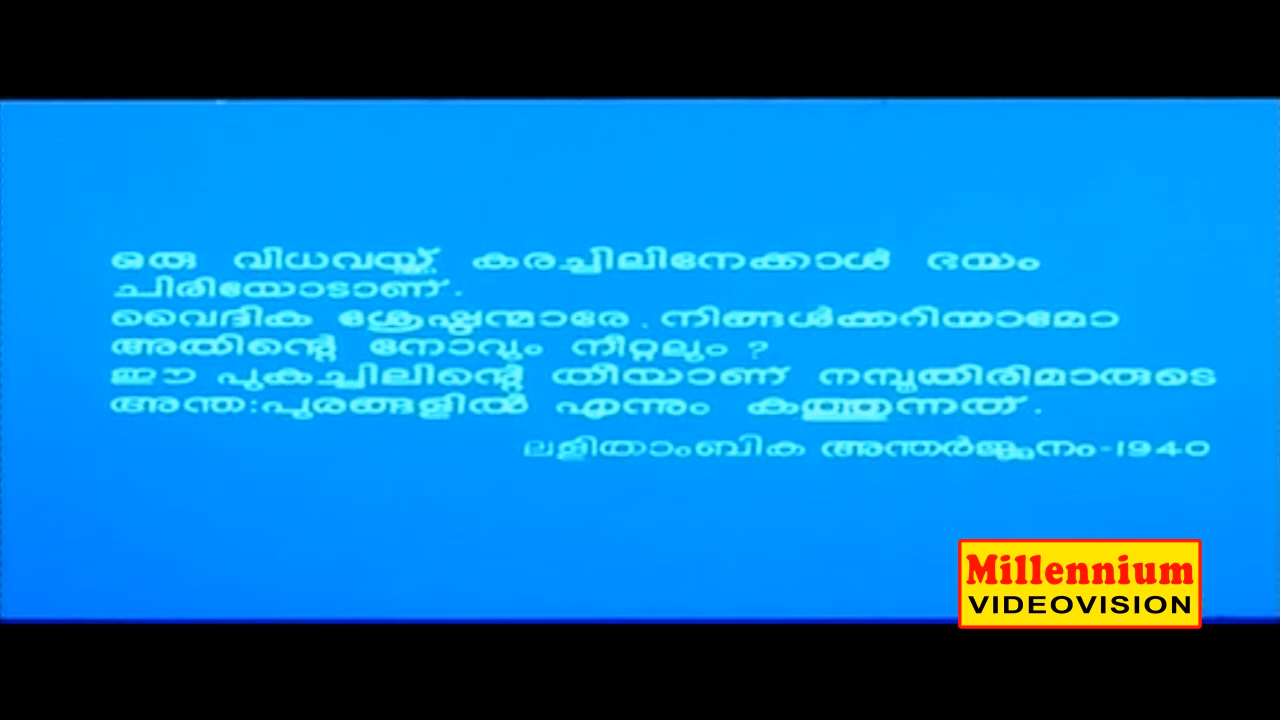 ഒരു വിധവയ്ക്ക് കരച്ചിലിനേക്കാൾ ഭയം
ചിരിയോടാണ്.
വൈദിക ശ്രേഷ്ഠന്മാരേ. നിങ്ങൾക്കറിയാമോ
അതിന്റെ നോവും നീറ്റലും ?
ഈ പുകച്ചിലിന്റെ തീയാണ് നമ്പൂതിരിമാരുടെ
അന്ത:പുരങ്ങളിൽ എന്നും കത്തുന്നത്.
ലളിതാംബിക അന്തർജ്ജനം-1940
Millennium
VIDEOVISION